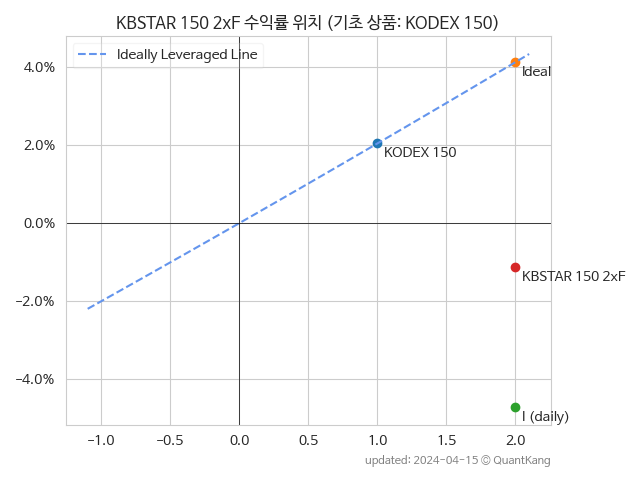 KBSTAR 150 2xF 수익률 위치 (기초 상품: KODEX 150)
Ideally Leveraged Line
4.0%
Ideal
2.0%
KODEX 150
0.0%
KBSTAR 150 2xF
−2.0%
−4.0%
I (daily)
−1.0 −0.5 0.0 0.5 1.0 1.5 2.0
updated: 2024-04-15 © QuantKang